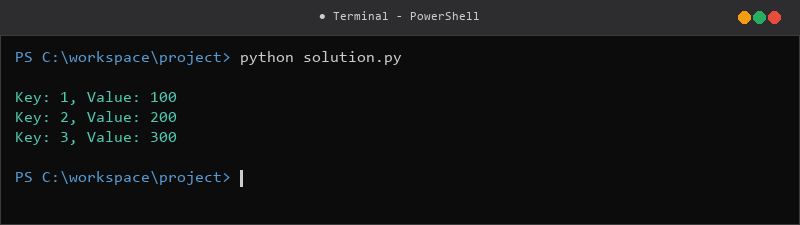 ● Terminal - PowerShell
PS C:\workspace\project> python solution.py
Key: 1, Value: 100
Key: 2, Value: 200
Key: 3, Value: 300
PS C:\workspace\project>